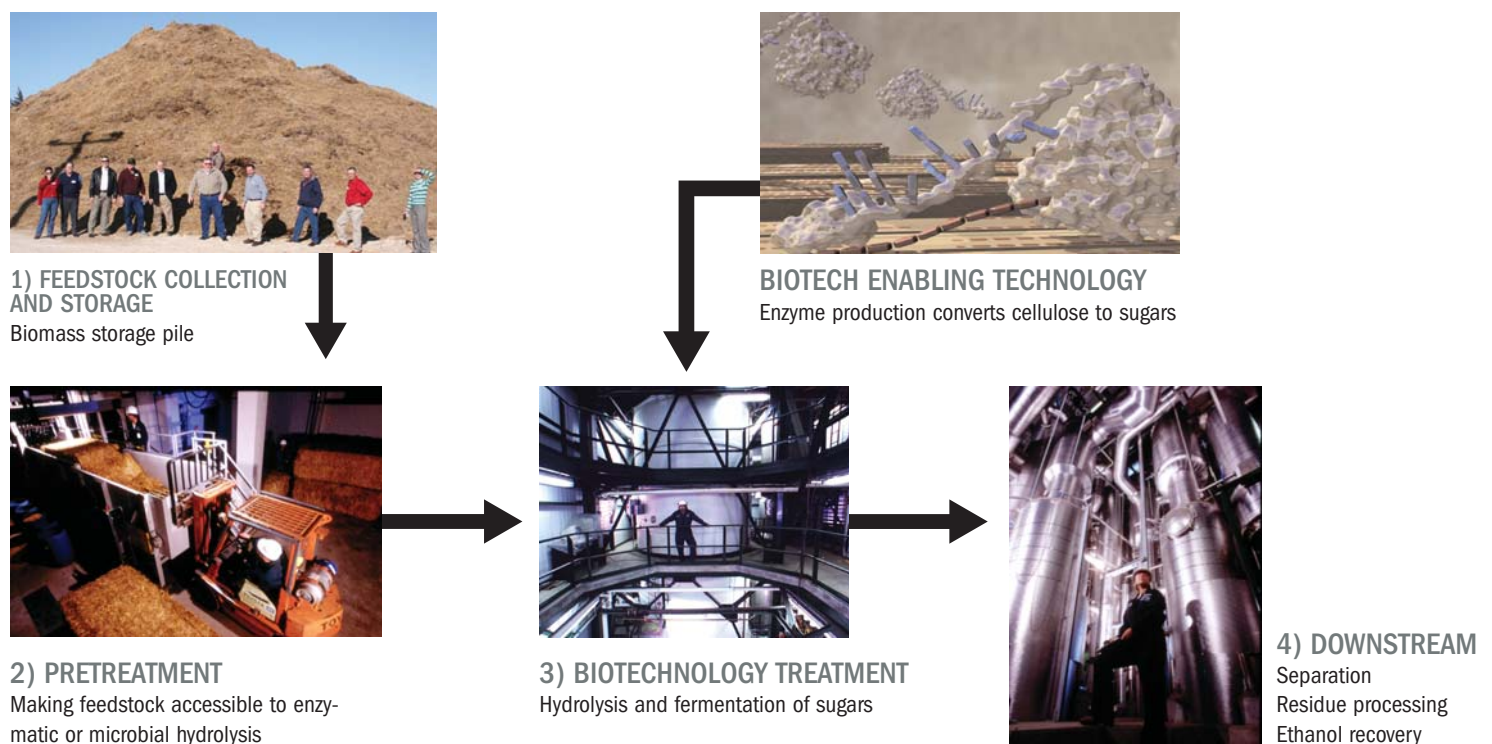 1) FEEDSTOCK COLLECTION
AND STORAGE
Biomass storage pile
BIOTECH ENABLING TECHNOLOGY
Enzyme production converts cellulose to sugars
2) PRETREATMENT
Making feedstock accessible to enzy-
matic or microbial hydrolysis
3) BIOTECHNOLOGY TREATMENT
Hydrolysis and fermentation of sugars
4) DOWNSTREAM
Separation
Residue processing
Ethanol recovery